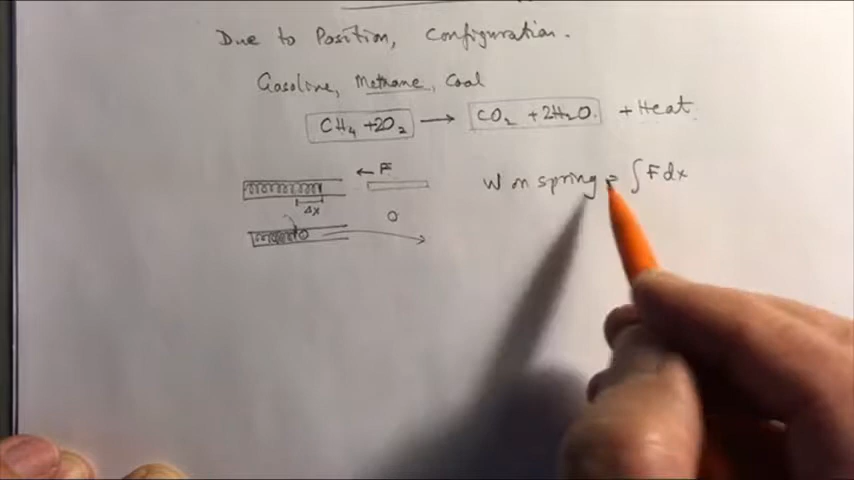 Due to Position, Configuration.
Gasoline, Methane, Coal
CH₄ + 2O₂ → CO₂ + 2H₂O + Heat
← F
Δx
W on spring = ∫ F dx